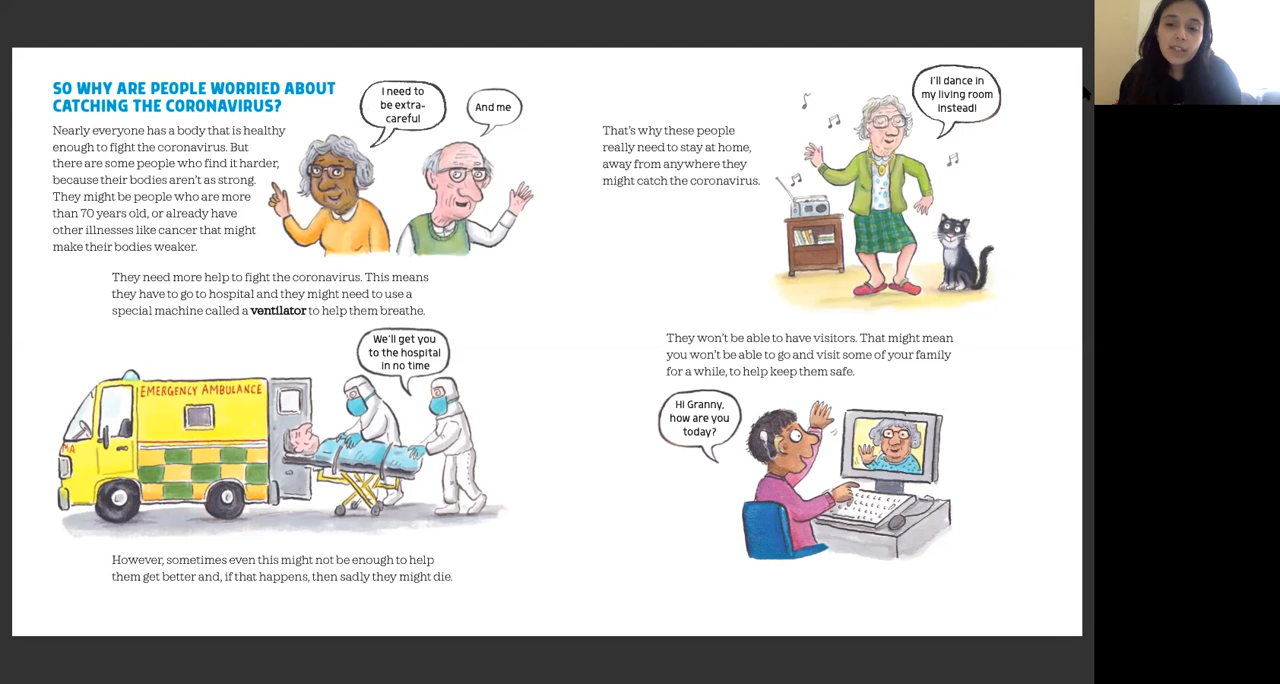 SO WHY ARE PEOPLE WORRIED ABOUT
CATCHING THE CORONAVIRUS?
Nearly everyone has a body that is healthy
enough to fight the coronavirus. But
there are some people who find it harder,
because their bodies aren't as strong.
They might be people who are more
than 70 years old, or already have
other illnesses like cancer that might
make their bodies weaker.
I need to
be extra-
careful
And me
They need more help to fight the coronavirus. This means
they have to go to hospital and they might need to use a
special machine called a ventilator to help them breathe.
We'll get you
to the hospital
in no time
EMERGENCY AMBULANCE
MA
However, sometimes even this might not be enough to help
them get better and, if that happens, then sadly they might die.
That's why these people
really need to stay at home,
away from anywhere they
might catch the coronavirus.
I'll dance in
my living room
instead!
They won't be able to have visitors. That might mean
you won't be able to go and visit some of your family
for a while, to help keep them safe.
Hi Granny,
how are you
today?